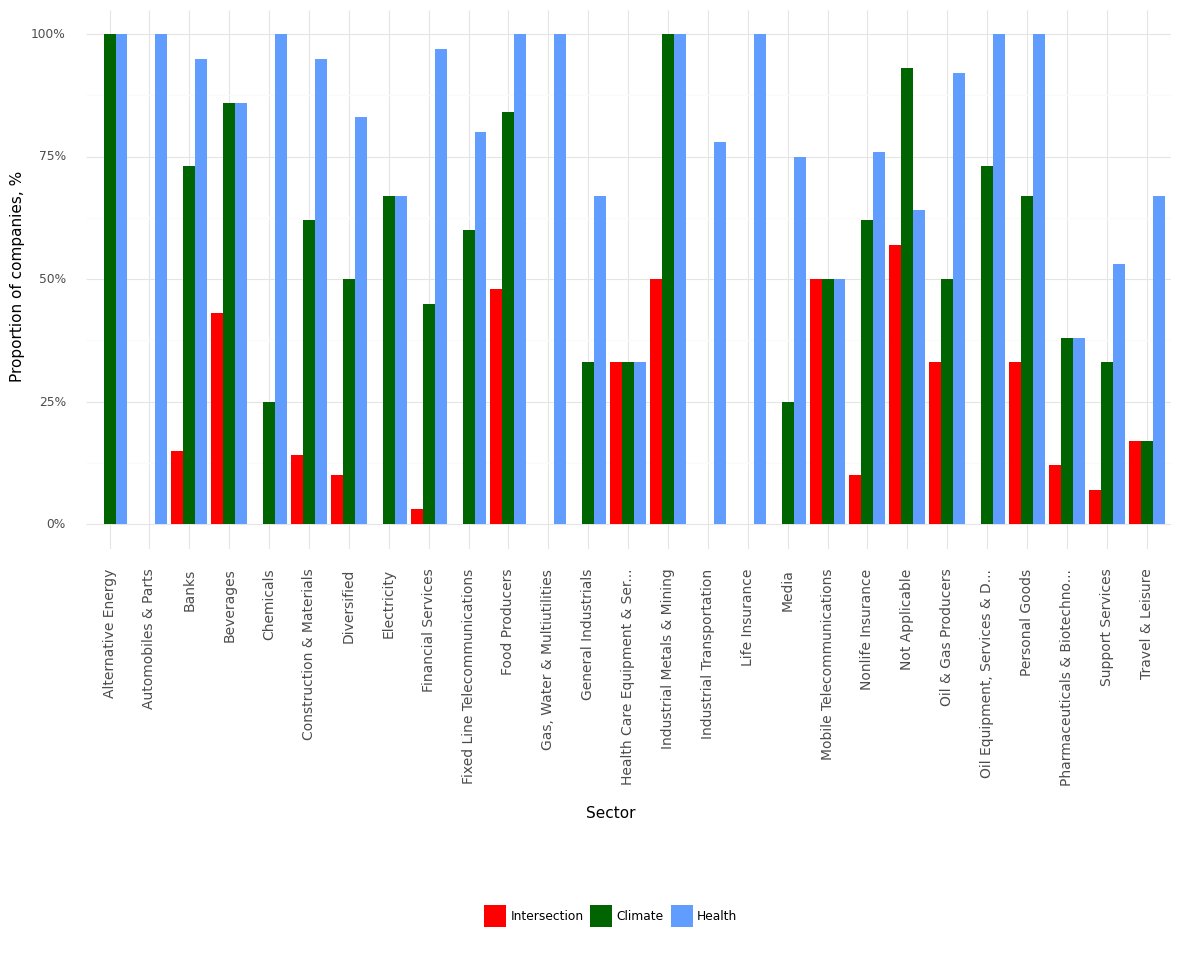 Proportion of companies, %
100%
75%
50%
25%
0%
Alternative Energy
Automobiles & Parts
Banks
Beverages
Chemicals
Construction & Materials
Diversified
Electricity
Financial Services
Fixed Line Telecommunications
Food Producers
Gas, Water & Multiutilities
General Industrials
Health Care Equipment & Ser...
Industrial Metals & Mining
Industrial Transportation
Life Insurance
Media
Mobile Telecommunications
Nonlife Insurance
Not Applicable
Oil & Gas Producers
Oil Equipment, Services & D...
Personal Goods
Pharmaceuticals & Biotechno...
Support Services
Travel & Leisure
Sector
Intersection
Climate
Health